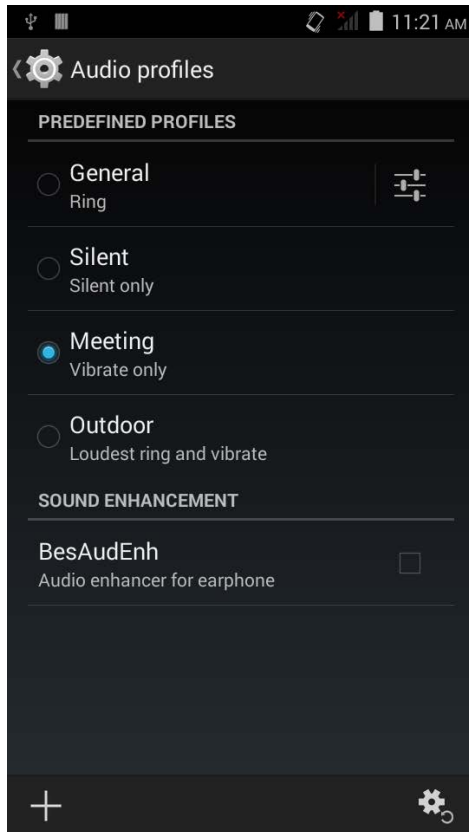 11:21 AM
Audio profiles
PREDEFINED PROFILES
General
Ring
Silent
Silent only
Meeting
Vibrate only
Outdoor
Loudest ring and vibrate
SOUND ENHANCEMENT
BesAudEnh
Audio enhancer for earphone